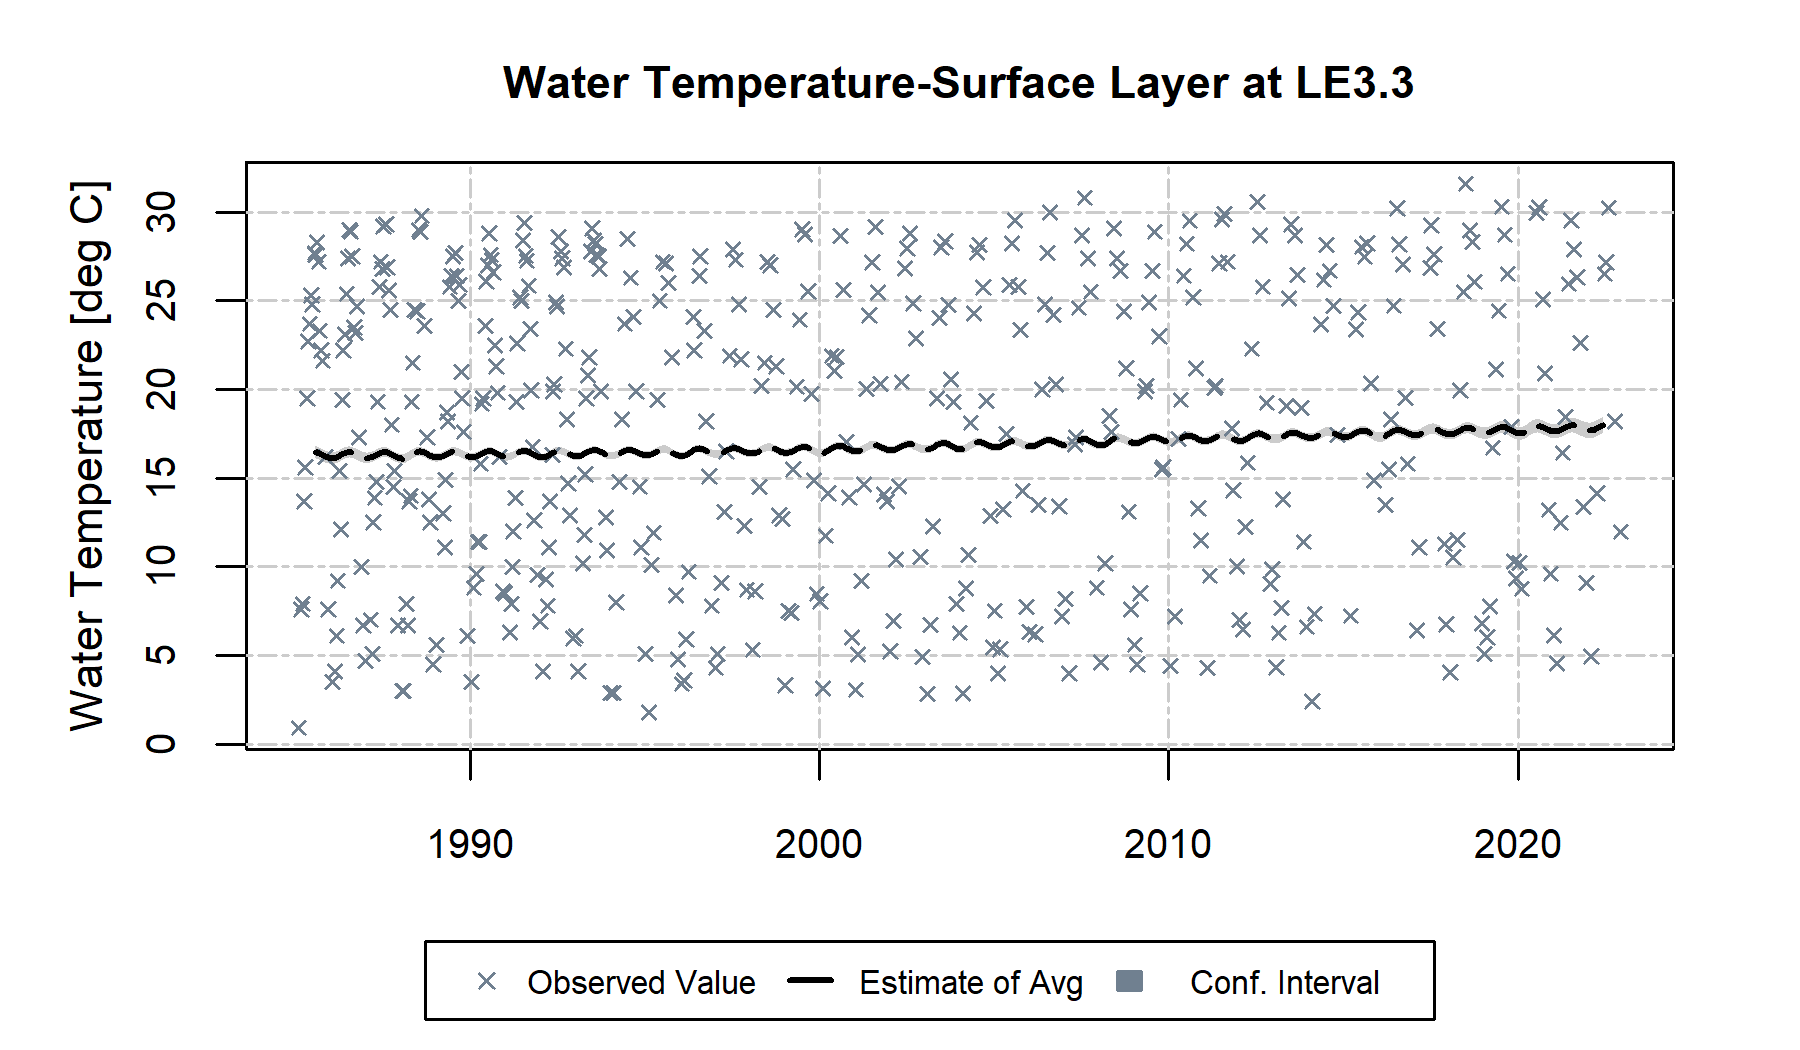 Water Temperature-Surface Layer at LE3.3
Water Temperature [deg C]
30
25
20
15
10
5
0
1990 2000 2010 2020
Observed Value Estimate of Avg Conf. Interval